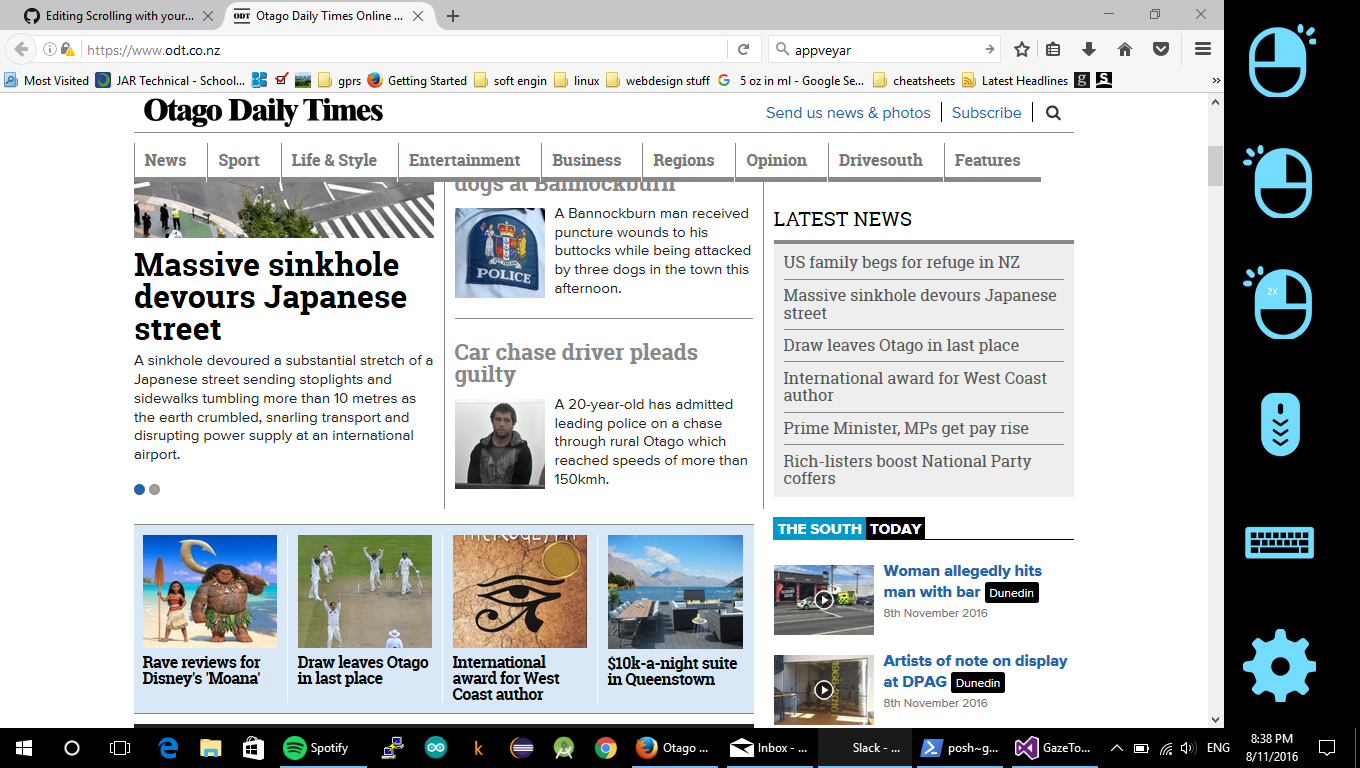 Editing Scrolling with your...
ODT Otago Daily Times Online ...
https://www.odt.co.nz
appveyar
Most Visited JAR Technical - School... gprs Getting Started soft engin linux webdesign stuff G 5 oz in ml - Google Se... cheatsheets Latest Headlines g S
Otago Daily Times
Send us news & photos Subscribe
News Sport Life & Style Entertainment Business Regions Opinion Drivesouth Features
Massive sinkhole
devours Japanese
street
A sinkhole devoured a substantial stretch of a
Japanese street sending stoplights and
sidewalks tumbling more than 10 metres as
the earth crumbled, snarling transport and
disrupting power supply at an international
airport.
dogs at Bannockburn
POLICE
A Bannockburn man received
puncture wounds to his
buttocks while being attacked
by three dogs in the town this
afternoon.
Car chase driver pleads
guilty
A 20-year-old has admitted
leading police on a chase
through rural Otago which
reached speeds of more than
150kmh.
LATEST NEWS
US family begs for refuge in NZ
Massive sinkhole devours Japanese
street
Draw leaves Otago in last place
International award for West Coast
author
Prime Minister, MPs get pay rise
Rich-listers boost National Party
coffers
Rave reviews for
Disney's 'Moana'
Draw leaves Otago
in last place
International
award for West
Coast author
$10k-a-night suite
in Queenstown
THE SOUTH TODAY
Woman allegedly hits
man with bar Dunedin
8th November 2016
Artists of note on display
at DPAG Dunedin
8th November 2016
2X
Spotify
k
Otago ...
Inbox - ...
Slack - ...
posh~g...
GazeTo...
ENG
8:38 PM
8/11/2016